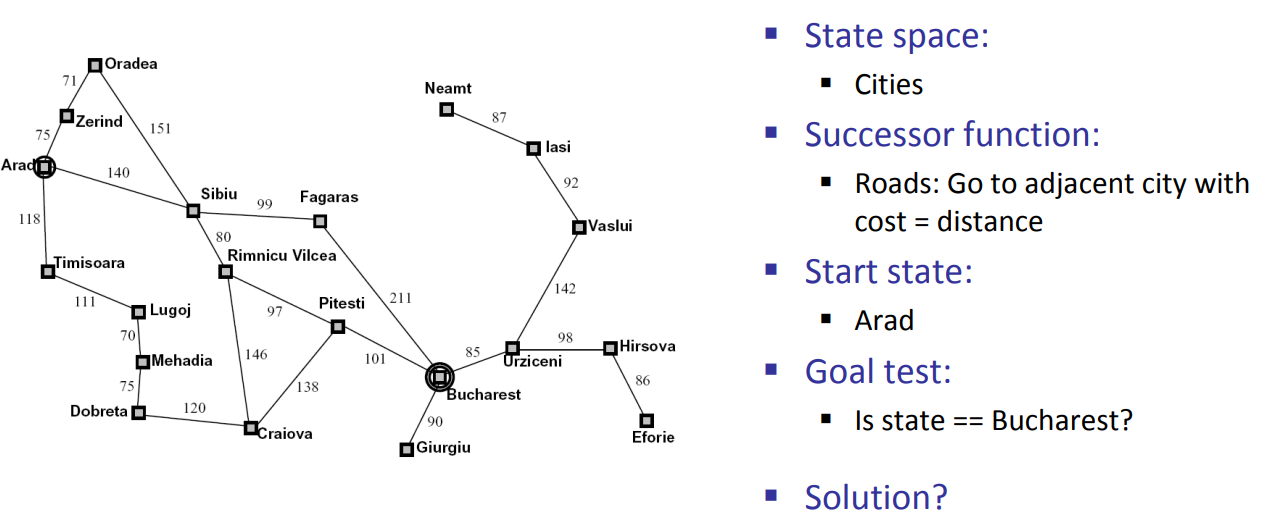 Oradea
71
Neamt
Zerind
87
151
75
Iasi
Arad
140
92
Sibiu
Fagaras
99
118
Vaslui
80
Timisoara
Rimnicu Vilcea
142
111
Pitesti
211
Lugoj
97
70
98
Hirsova
146
101
85
Urziceni
Mehadia
86
75
138
Bucharest
Dobreta
120
90
Craiova
Eforie
Giurgiu
▪ State space:
▪ Cities
▪ Successor function:
▪ Roads: Go to adjacent city with
cost = distance
▪ Start state:
▪ Arad
▪ Goal test:
▪ Is state == Bucharest?
▪ Solution?